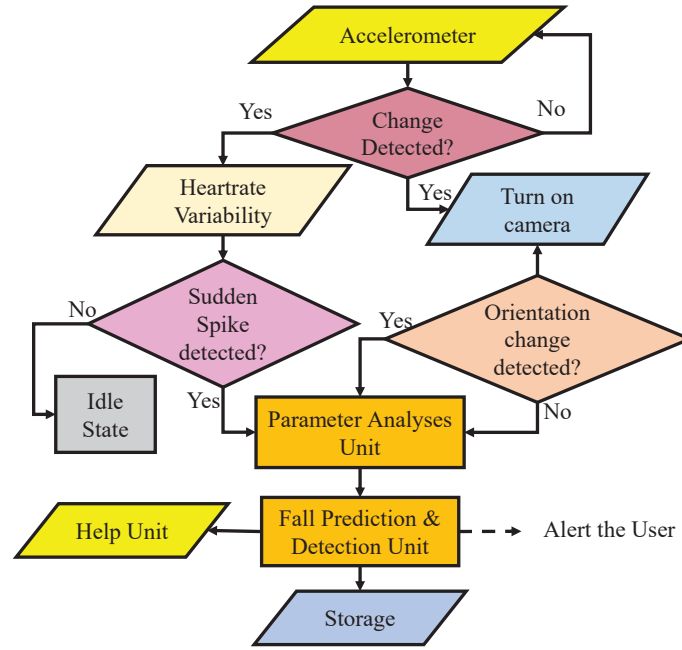 Accelerometer
Yes
No
Change
Detected?
Heartrate
Variability
Yes
Turn on
camera
No
Sudden
Spike
detected?
Yes
Orientation
change
detected?
Idle
State
Yes
Parameter Analyses
Unit
No
Help Unit
Fall Prediction &
Detection Unit
Alert the User
Storage